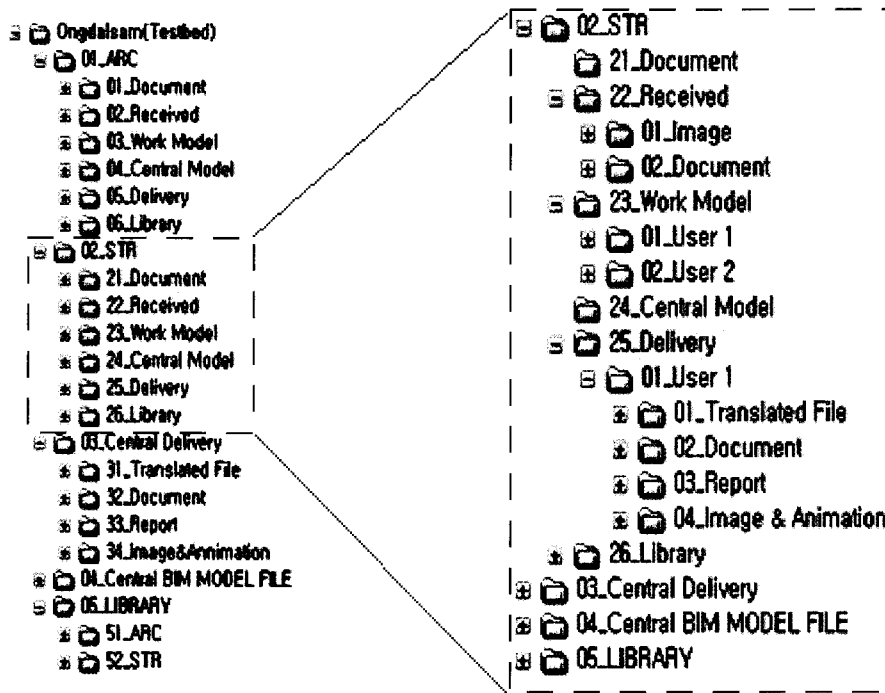 Ongdalsam(Testbed)
01_ARC
01_Document
02_Received
03_Work Model
04_Central Model
05_Delivery
06_Library
02_STR
21_Document
22_Received
23_Work Model
24_Central Model
25_Delivery
26_Library
03_Central Delivery
31_Translated File
32_Document
33_Report
34_Image&Annimation
04_Central BIM MODEL FILE
05_LIBRARY
51_ARC
52_STR
02_STR
21_Document
22_Received
01_Image
02_Document
23_Work Model
01_User 1
02_User 2
24_Central Model
25_Delivery
01_User 1
01_Translated File
02_Document
03_Report
04_Image & Animation
26_Library
03_Central Delivery
04_Central BIM MODEL FILE
05_LIBRARY